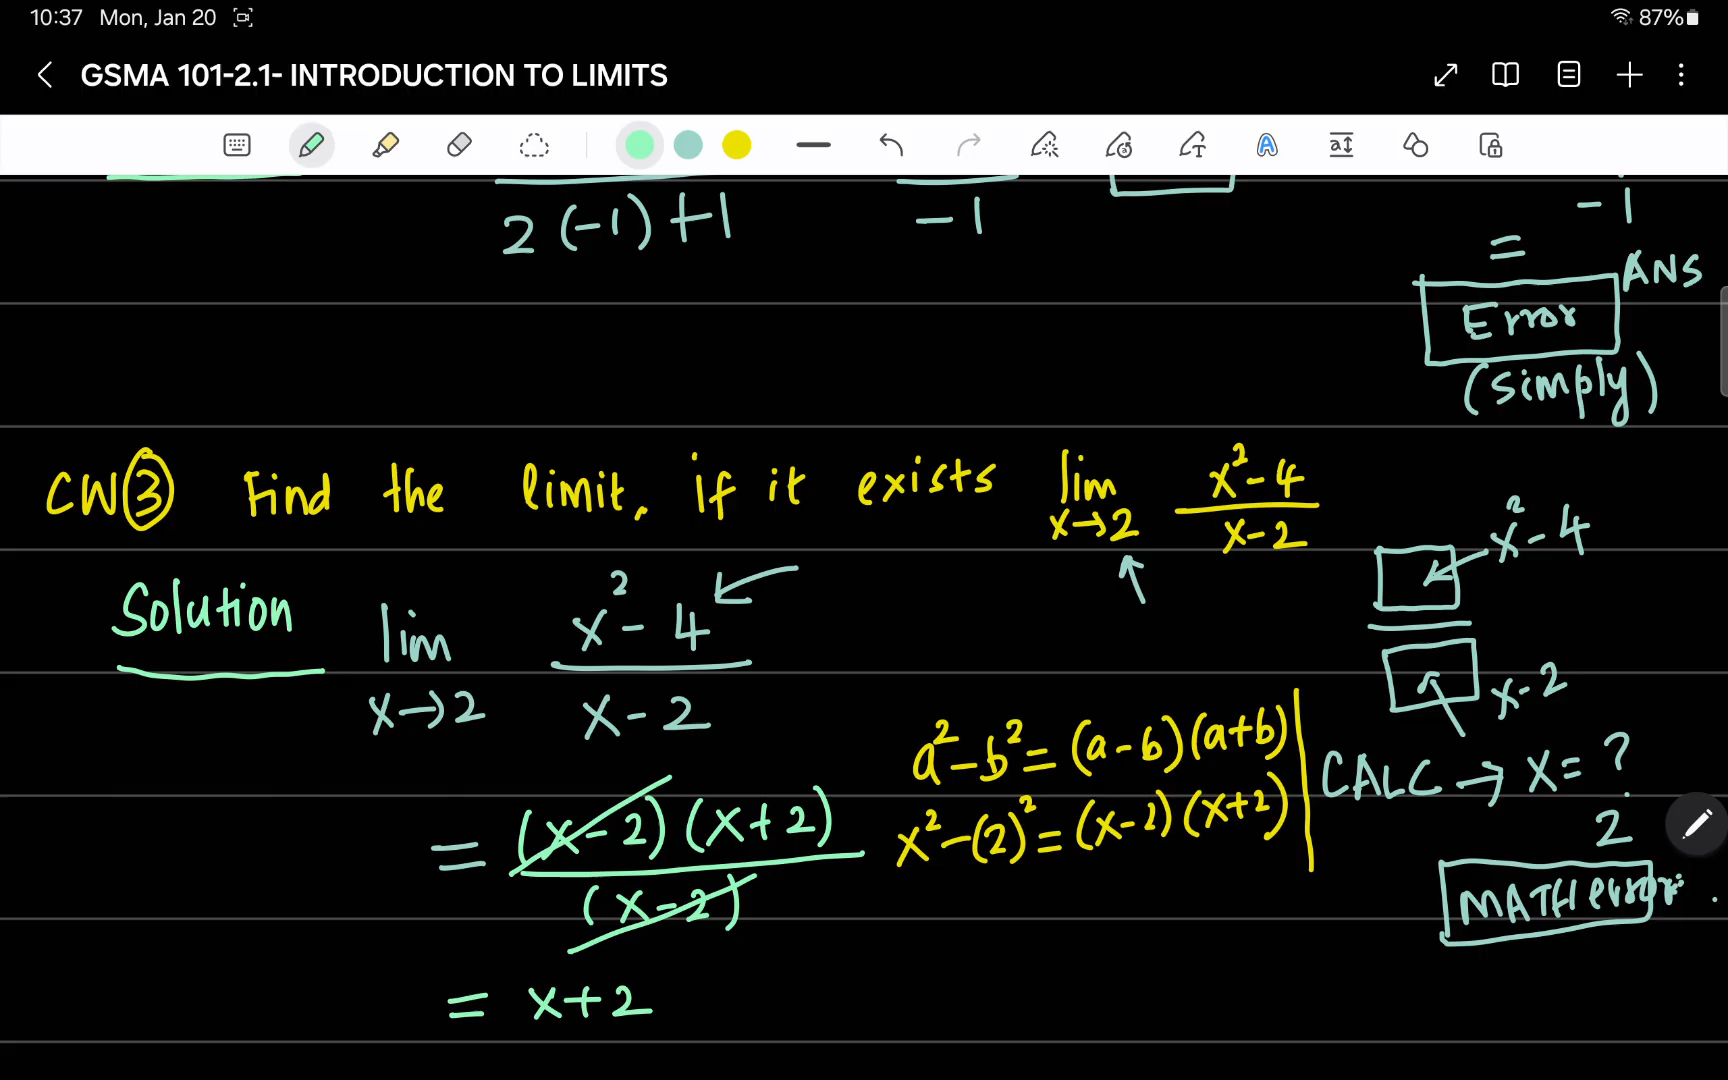 10:37 Mon, Jan 20 87%
GSMA 101-2.1- INTRODUCTION TO LIMITS
2(-1)+1 -1 -1
= ANS
Error
(simply)
CW③ Find the limit, if it exists lim x→2 x²-4 / x-2
Solution lim x→2 x²-4 / x-2
x²-4
x-2
a²-b²=(a-b)(a+b)
x²-(2)²=(x-2)(x+2)
CALC → x=?
2
MATH error
= (x-2)(x+2) / (x-2)
= x+2